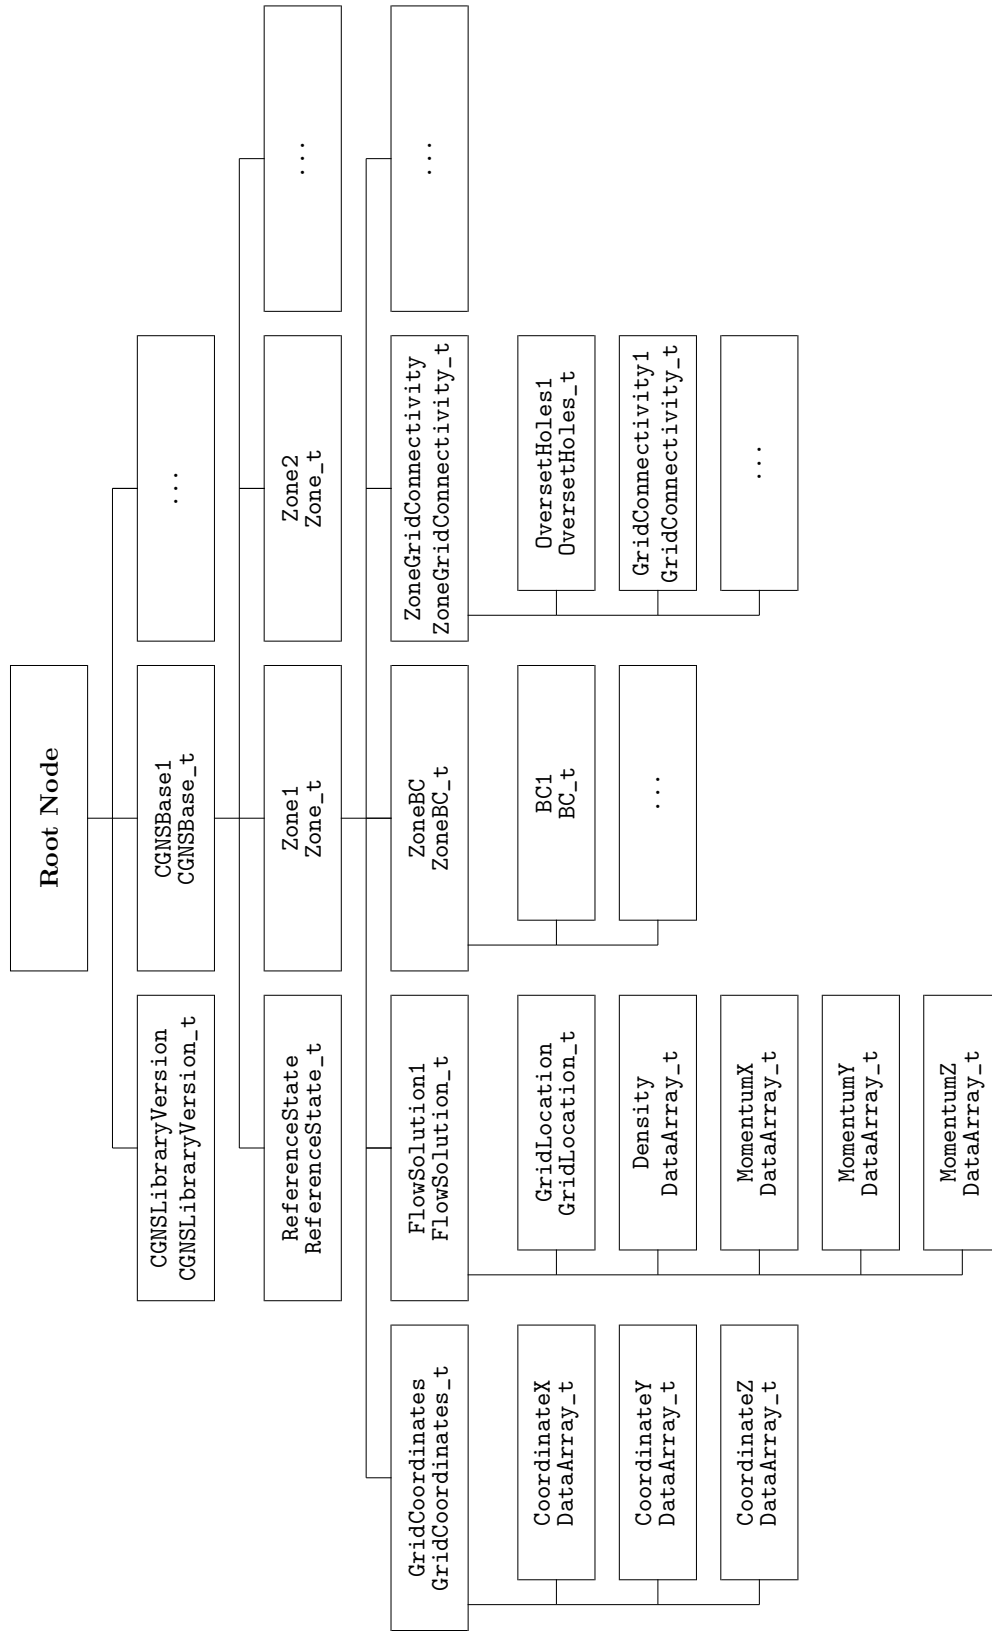 Root Node
CGNSLibraryVersion
CGNSLibraryVersion_t
CGNSBase1
CGNSBase_t
...
ReferenceState
ReferenceState_t
Zone1
Zone_t
Zone2
Zone_t
...
GridCoordinates
GridCoordinates_t
FlowSolution1
FlowSolution_t
ZoneBC
ZoneBC_t
ZoneGridConnectivity
ZoneGridConnectivity_t
...
CoordinateX
DataArray_t
CoordinateY
DataArray_t
CoordinateZ
DataArray_t
GridLocation
GridLocation_t
Density
DataArray_t
MomentumX
DataArray_t
MomentumY
DataArray_t
MomentumZ
DataArray_t
BC1
BC_t
...
OversetHoles1
OversetHoles_t
GridConnectivity1
GridConnectivity_t
...